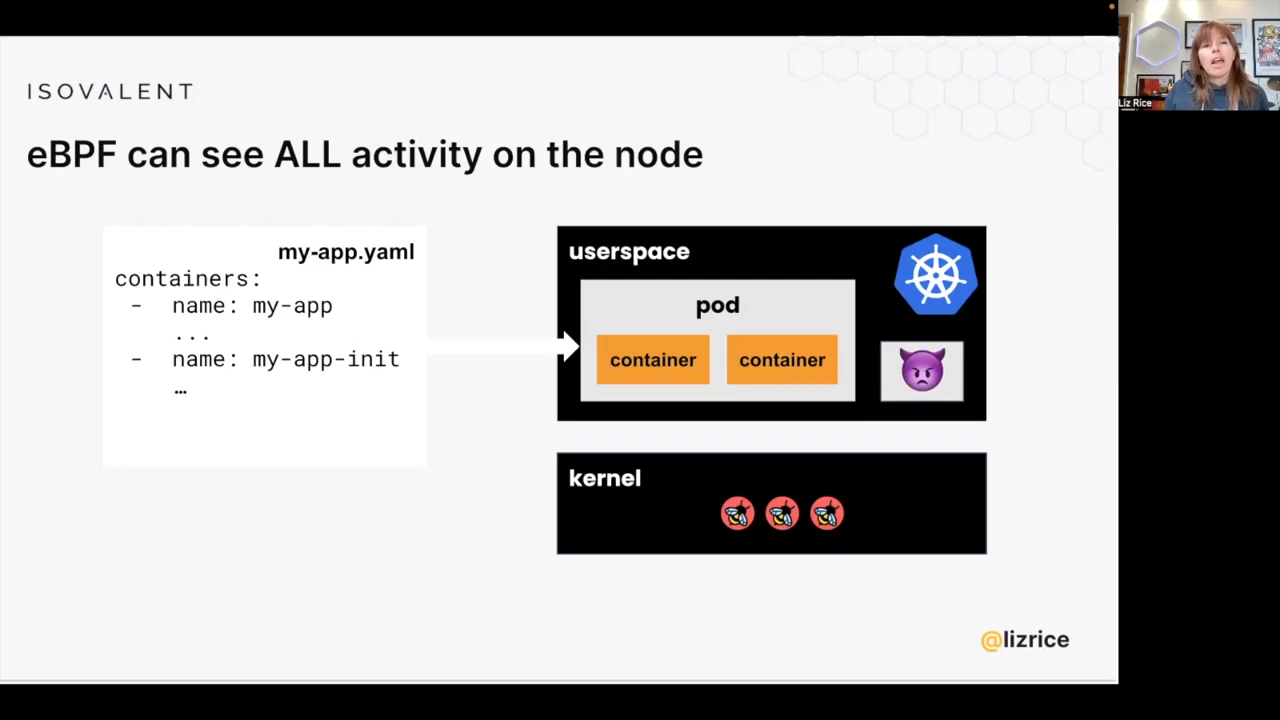 ISOVALENT
eBPF can see ALL activity on the node
my-app.yaml
containers:
- name: my-app
...
- name: my-app-init
…
userspace
pod
container
container
kernel
@lizrice
Liz Rice